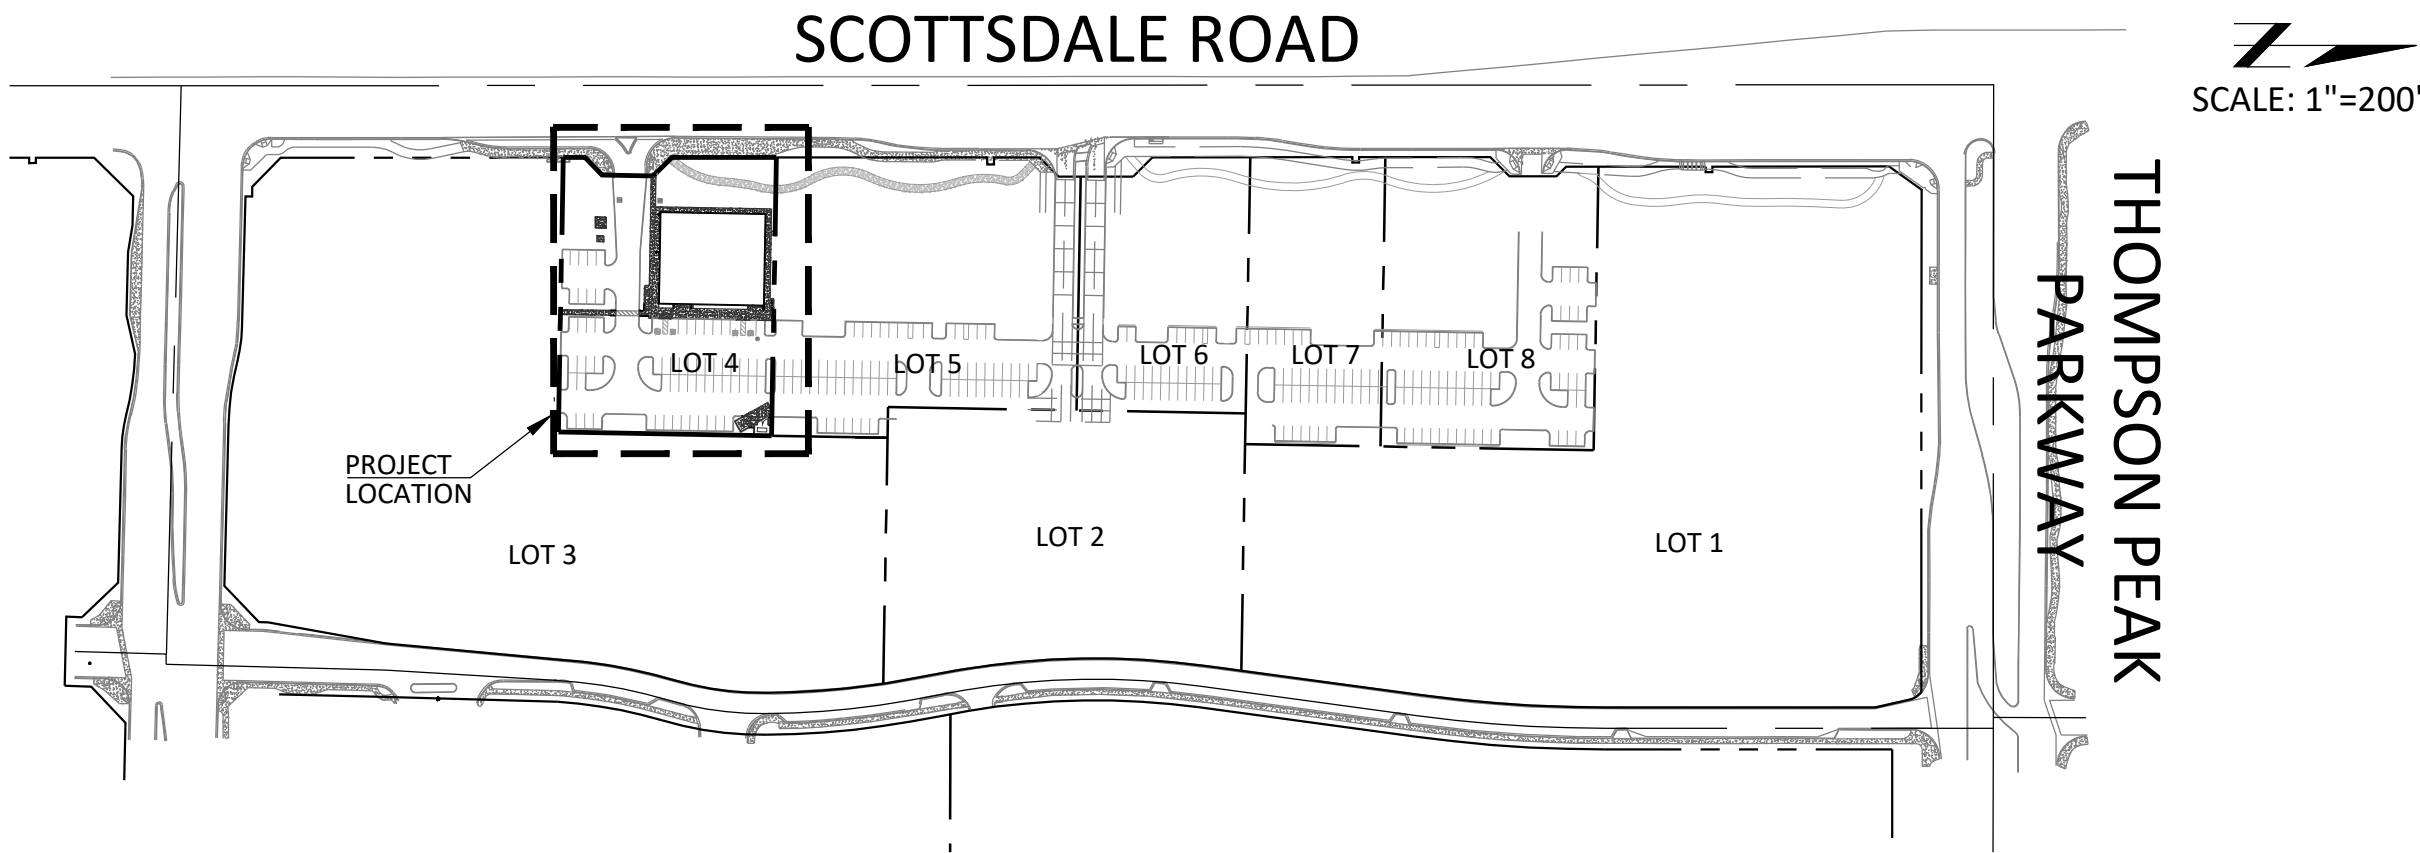 SCOTTSDALE ROAD
Z
SCALE: 1"=200'
THOMPSON PEAK
PARKWAY
LOT 4
LOT 5
LOT 6
LOT 7
LOT 8
PROJECT
LOCATION
LOT 3
LOT 2
LOT 1